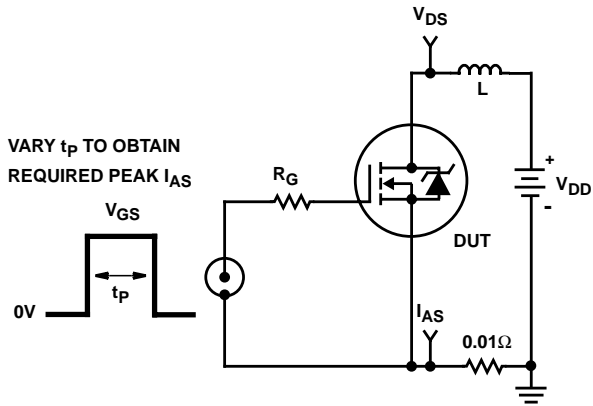 VDS
L
VARY tP TO OBTAIN
REQUIRED PEAK IAS
RG
+
VDD
-
VGS
DUT
tP
0V
IAS
0.01Ω